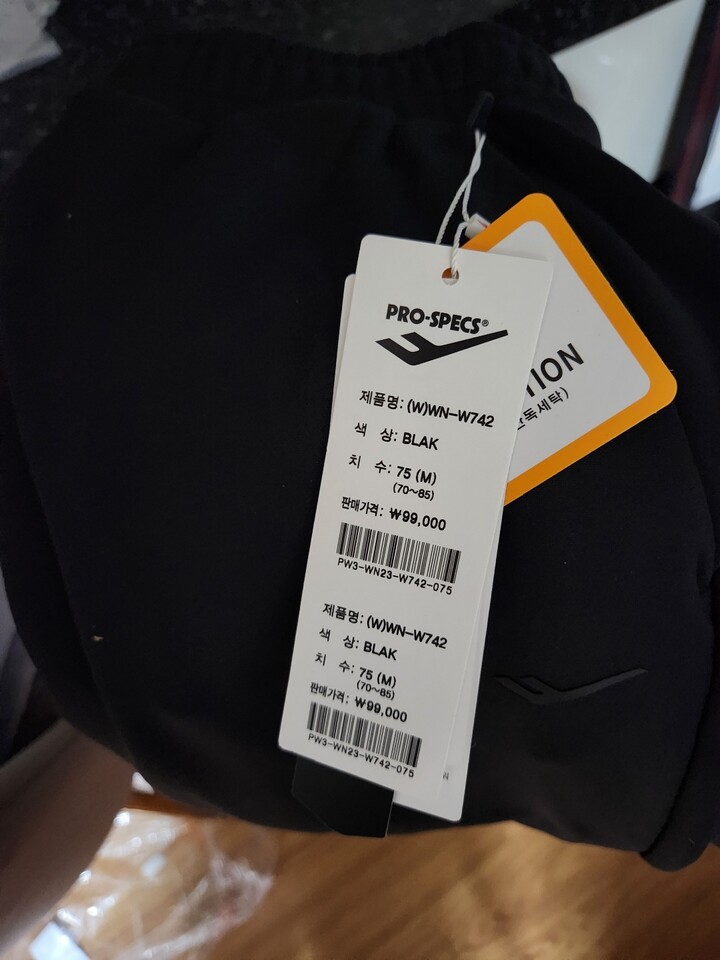 PRO-SPECS®
제품명: (W)WN-W742
색 상: BLAK
치 수: 75 (M)
(70~85)
판매가격: ₩99,000
PW3-WN23-W742-075
제품명: (W)WN-W742
색 상: BLAK
치 수: 75 (M)
(70~85)
판매가격: ₩99,000
PW3-WN23-W742-075